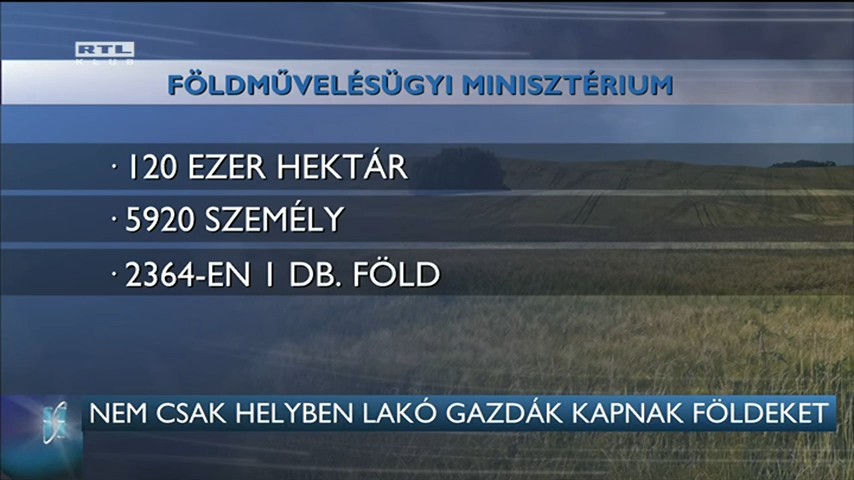 RTL
KLUB
FÖLDMŰVELÉSÜGYI MINISZTÉRIUM
· 120 EZER HEKTÁR
· 5920 SZEMÉLY
· 2364-EN 1 DB. FÖLD
NEM CSAK HELYBEN LAKÓ GAZDÁK KAPNAK FÖLDEKET